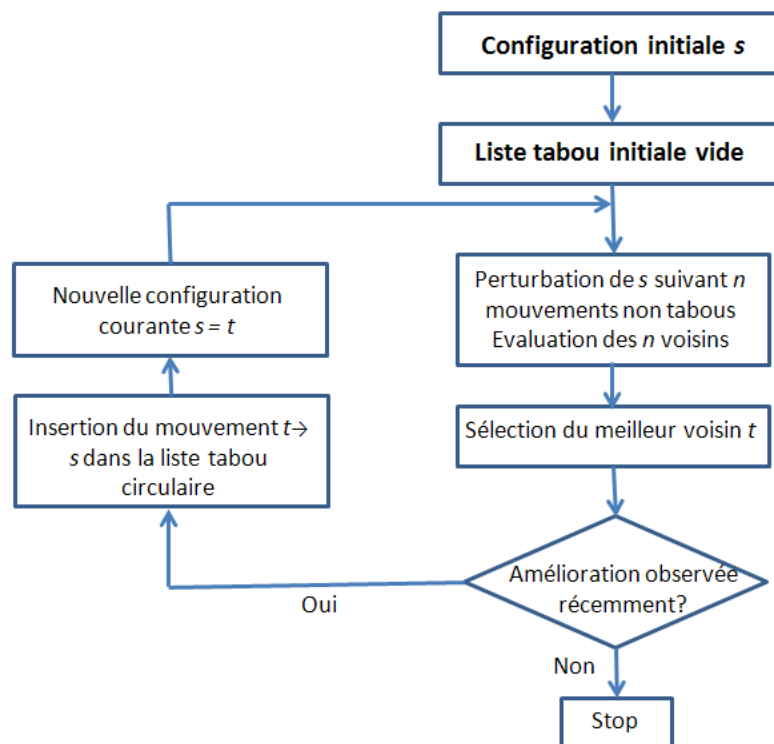 Configuration initiale s
Liste tabou initiale vide
Perturbation de s suivant n
mouvements non tabous
Evaluation des n voisins
Sélection du meilleur voisin t
Amélioration observée
récemment?
Oui
Non
Stop
Insertion du mouvement t→
s dans la liste tabou
circulaire
Nouvelle configuration
courante s = t